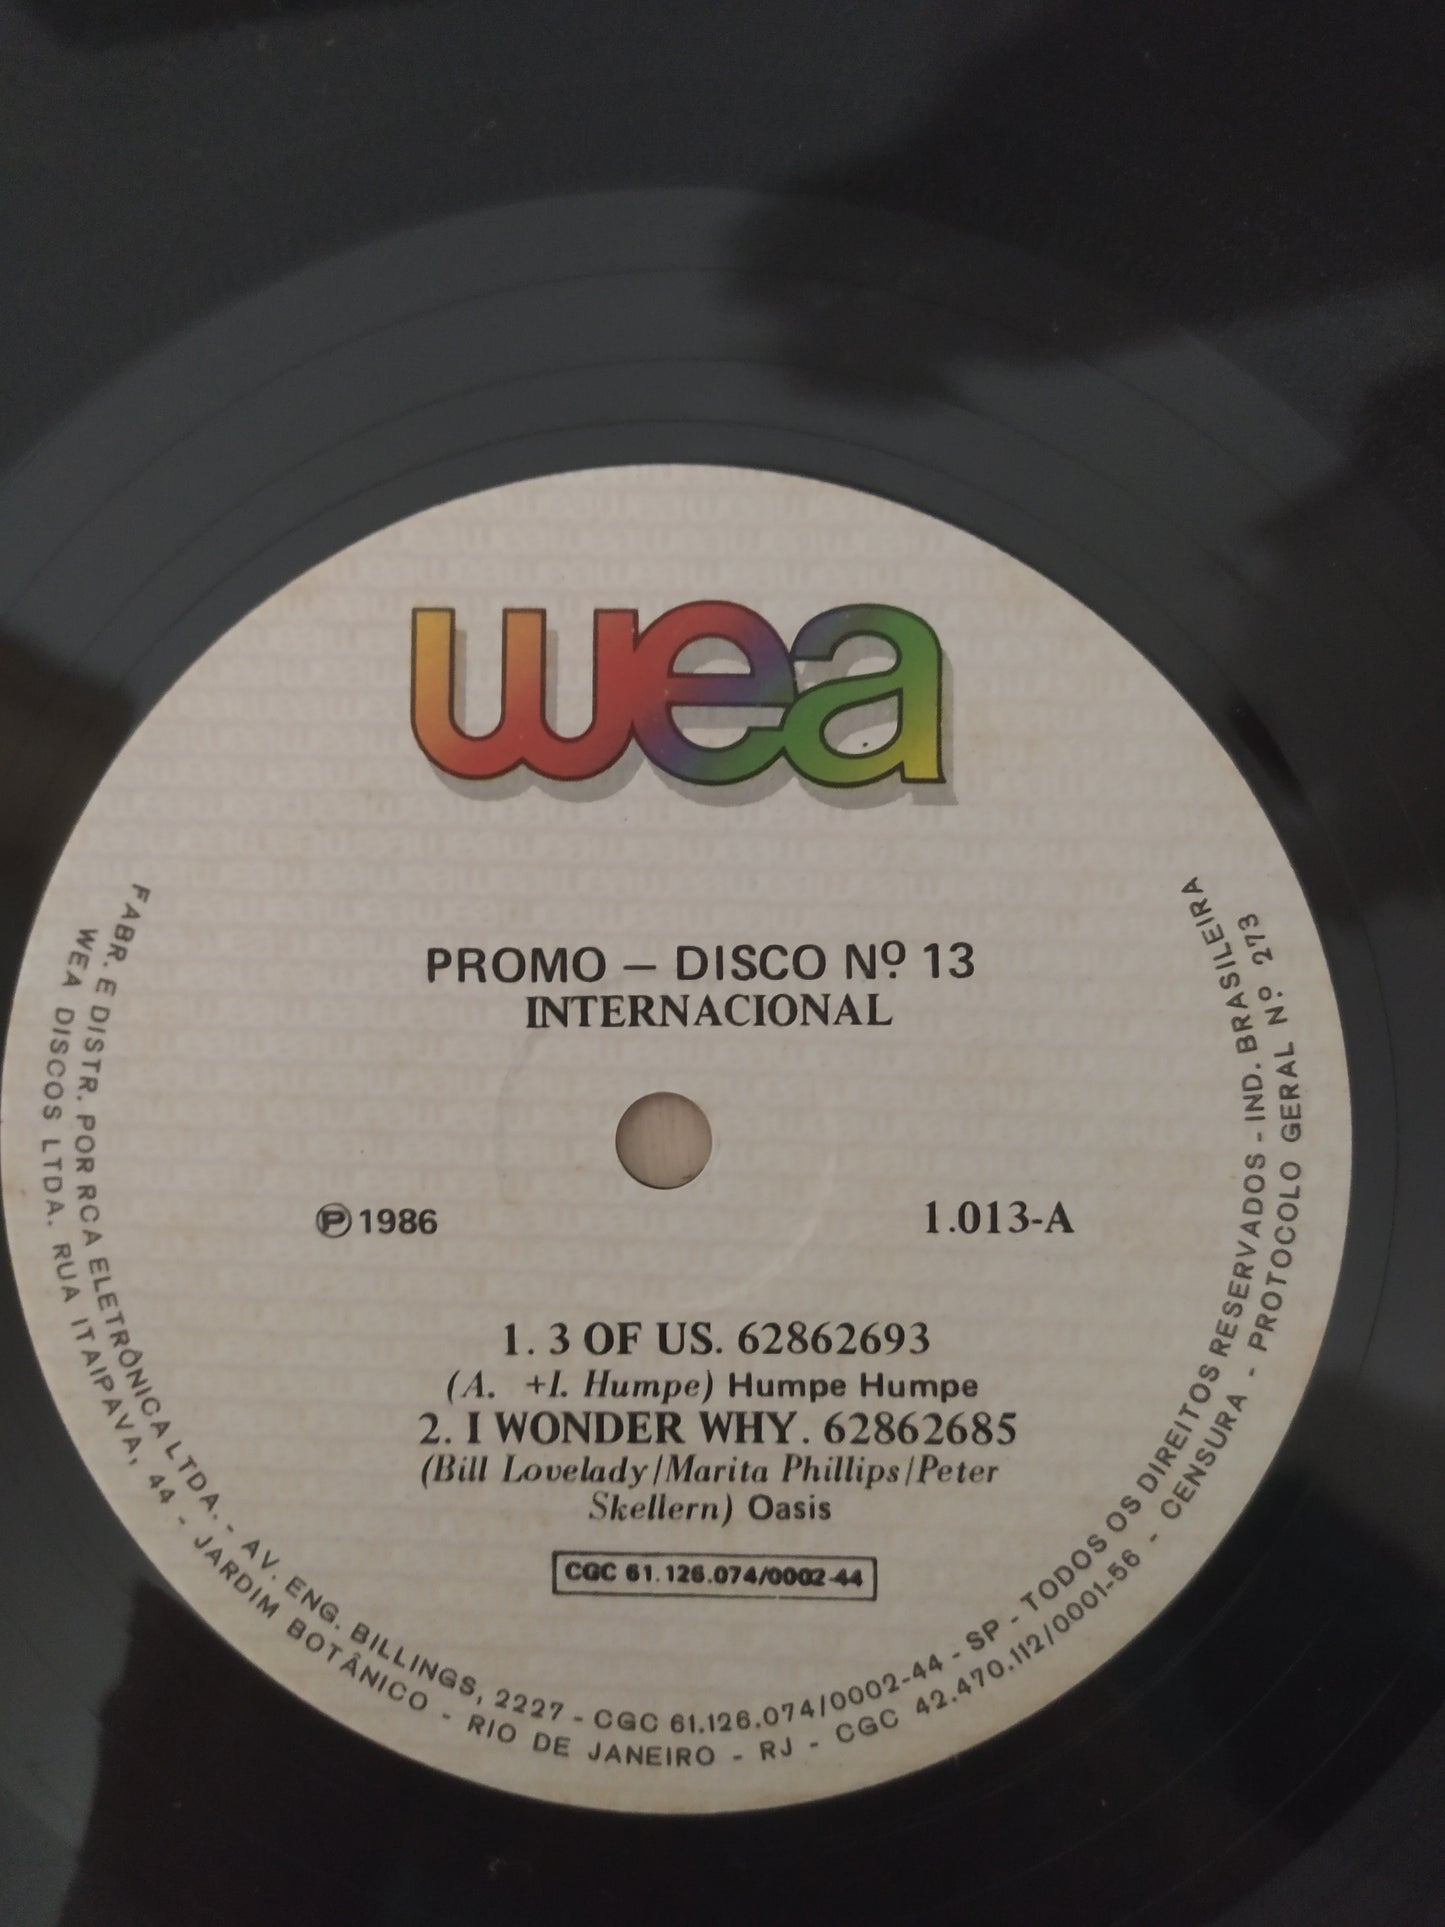 wea
PROMO — DISCO Nº 13
INTERNACIONAL
Ⓟ 1986
1.013-A
1. 3 OF US. 62862693
(A. +I. Humpe) Humpe Humpe
2. I WONDER WHY. 62862685
(Bill Lovelady/Marita Phillips/Peter
Skellern) Oasis
CGC 61.126.074/0002-44
FABR. E DISTR. POR RCA ELETRÔNICA LTDA. - AV. ENG. BILLINGS, 2227 - CGC 61.126.074/0002-44 - SP - TODOS OS DIREITOS RESERVADOS - IND. BRASILEIRA
WEA DISCOS LTDA. RUA ITAIPAVA, 44 - JARDIM BOTÂNICO - RIO DE JANEIRO - RJ - CGC 42.470.112/0001-56 - CENSURA - PROTOCOLO GERAL Nº 273